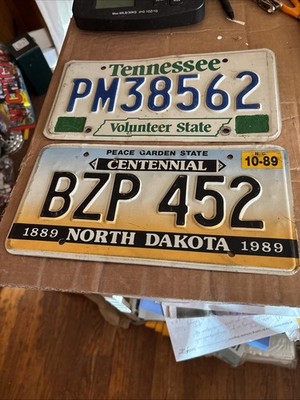 Tennessee
PM38562
Volunteer State
PEACE GARDEN STATE
CENTENNIAL
10-89
BZP 452
1889 NORTH DAKOTA 1989